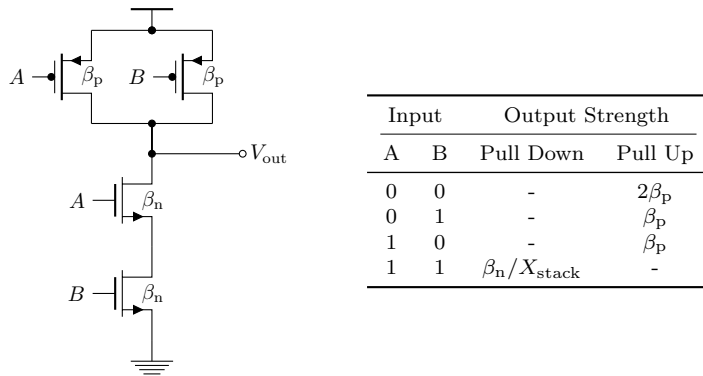 A
β_p
B
β_p
V_out
A
β_n
B
β_n
Input Output Strength
A B Pull Down Pull Up
0 0 - 2β_p
0 1 - β_p
1 0 - β_p
1 1 β_n/X_stack -